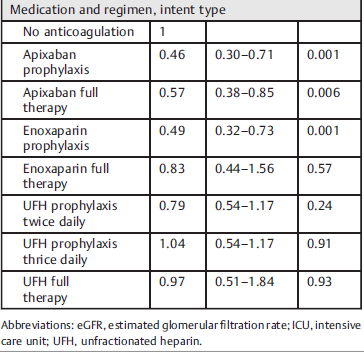 Medication and regimen, intent type
No anticoagulation 1
Apixaban 0.46 0.30–0.71 0.001
prophylaxis
Apixaban full 0.57 0.38–0.85 0.006
therapy
Enoxaparin 0.49 0.32–0.73 0.001
prophylaxis
Enoxaparin full 0.83 0.44–1.56 0.57
therapy
UFH prophylaxis 0.79 0.54–1.17 0.24
twice daily
UFH prophylaxis 1.04 0.54–1.17 0.91
thrice daily
UFH full 0.97 0.51–1.84 0.93
therapy
Abbreviations: eGFR, estimated glomerular filtration rate; ICU, intensive
care unit; UFH, unfractionated heparin.